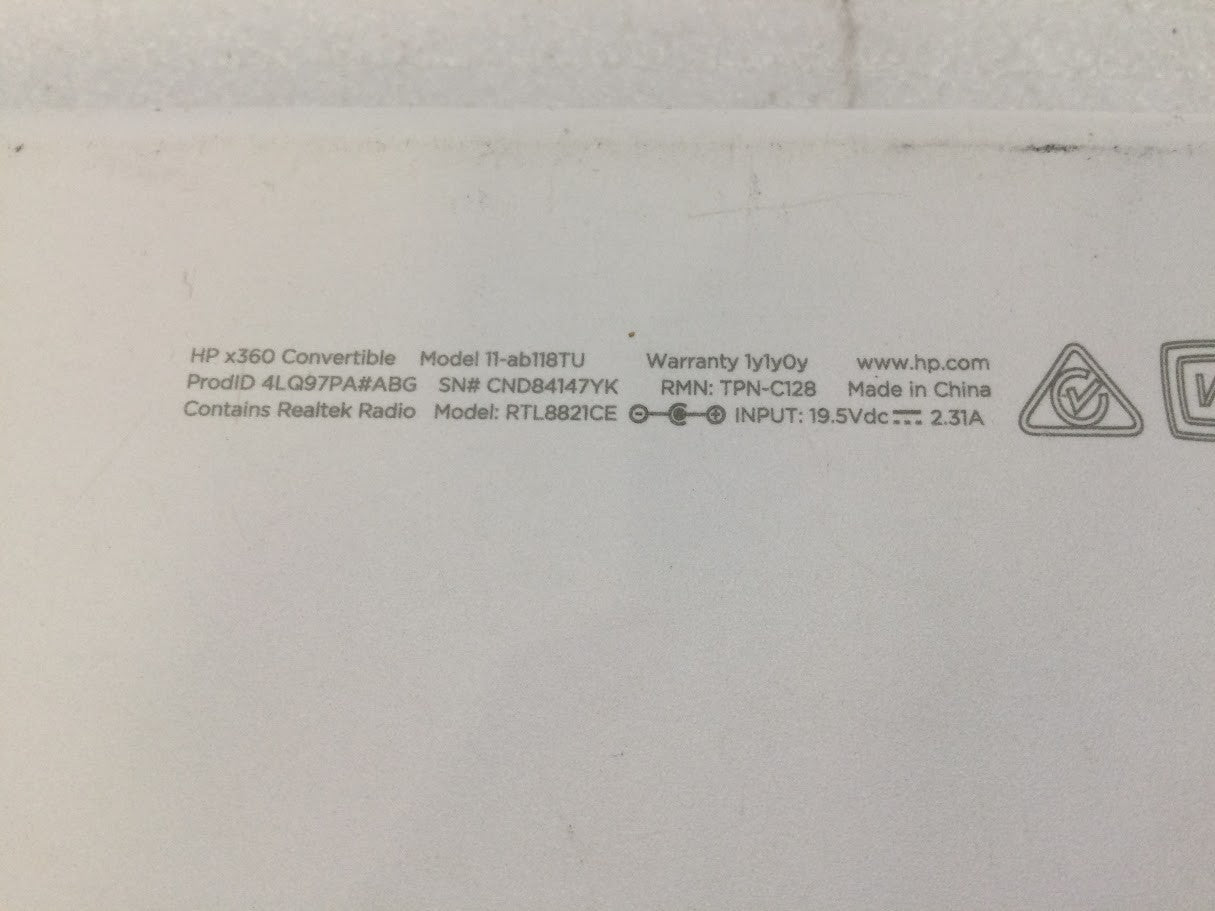 HP x360 Convertible Model 11-ab118TU Warranty 1y1y0y www.hp.com
ProdID 4LQ97PA#ABG SN# CND84147YK RMN: TPN-C128 Made in China
Contains Realtek Radio Model: RTL8821CE INPUT: 19.5Vdc 2.31A